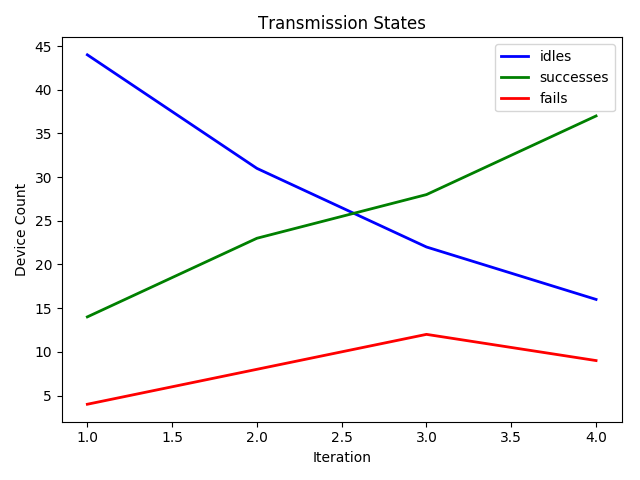 Transmission States
idles
successes
fails
Device Count
45
40
35
30
25
20
15
10
5
1.0 1.5 2.0 2.5 3.0 3.5 4.0
Iteration